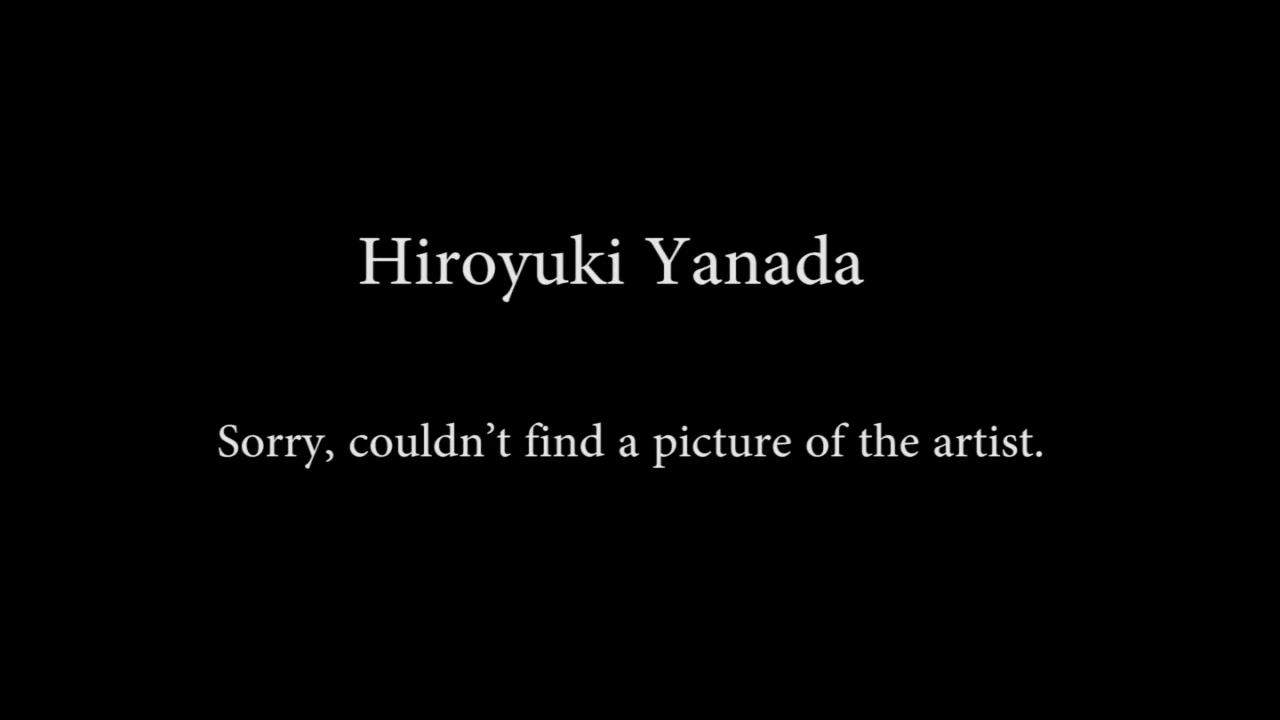 Hiroyuki Yanada
Sorry, couldn’t find a picture of the artist.